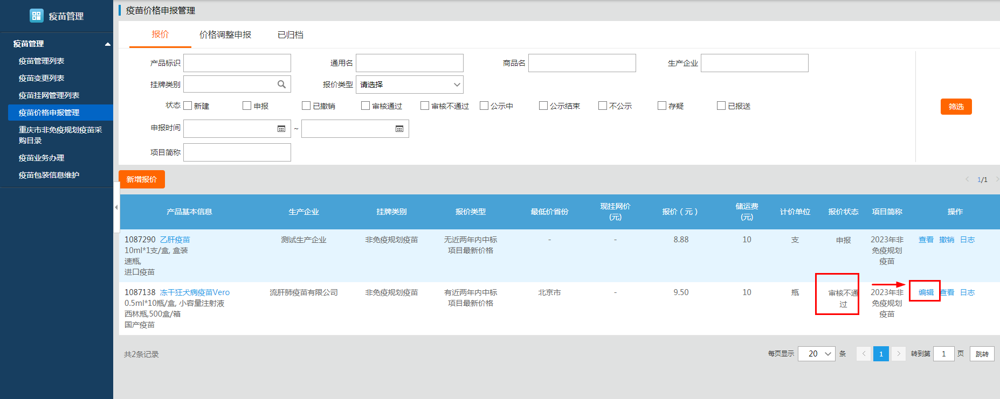 疫苗管理
疫苗管理
疫苗管理列表
疫苗变更列表
疫苗挂网管理列表
疫苗价格申报管理
重庆市非免疫规划疫苗采
购目录
疫苗业务办理
疫苗包装信息维护
疫苗价格申报管理
报价 价格调整申报 已归档
产品标识 通用名 商品名 生产企业
挂牌类别 报价类型 请选择
状态 新建 申报 已撤销 审核通过 审核不通过 公示中 公示结束 不公示 存疑 已报送
筛选
申报时间 ~
项目简称
新增报价
1/1
产品基本信息 生产企业 挂牌类别 报价类型 最低价省份 现挂网价 报价（元） 储运费 计价单位 报价状态 项目简称 操作
(元) (元)
1087290 乙肝疫苗 测试生产企业 非免疫规划疫苗 无近两年内中标 - - 8.88 10 支 申报 2023年非 查看 撤销 日志
10ml*1支/盒, 盒装 项目最新价格 免疫规划
速瓶, 疫苗
进口疫苗
1087138 冻干狂犬病疫苗Vero 流肝肺疫苗有限公司 非免疫规划疫苗 有近两年内中标 北京市 - 9.50 10 瓶 审核不通 2023年非 编辑 查看 日志
0.5ml*10瓶/盒, 小容量注射液 项目最新价格 过 免疫规划
西林瓶,500盒/箱 疫苗
国产疫苗
共2条记录
每页显示 20 条 1 转到第 1 页 跳转